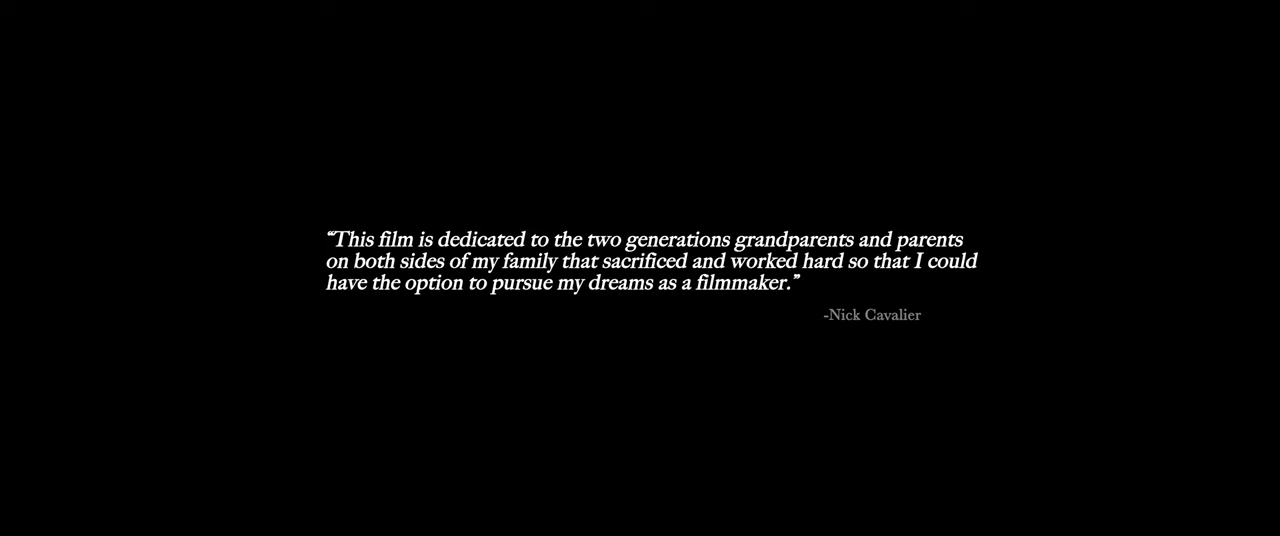 “This film is dedicated to the two generations grandparents and parents
on both sides of my family that sacrificed and worked hard so that I could
have the option to pursue my dreams as a filmmaker.”
-Nick Cavalier